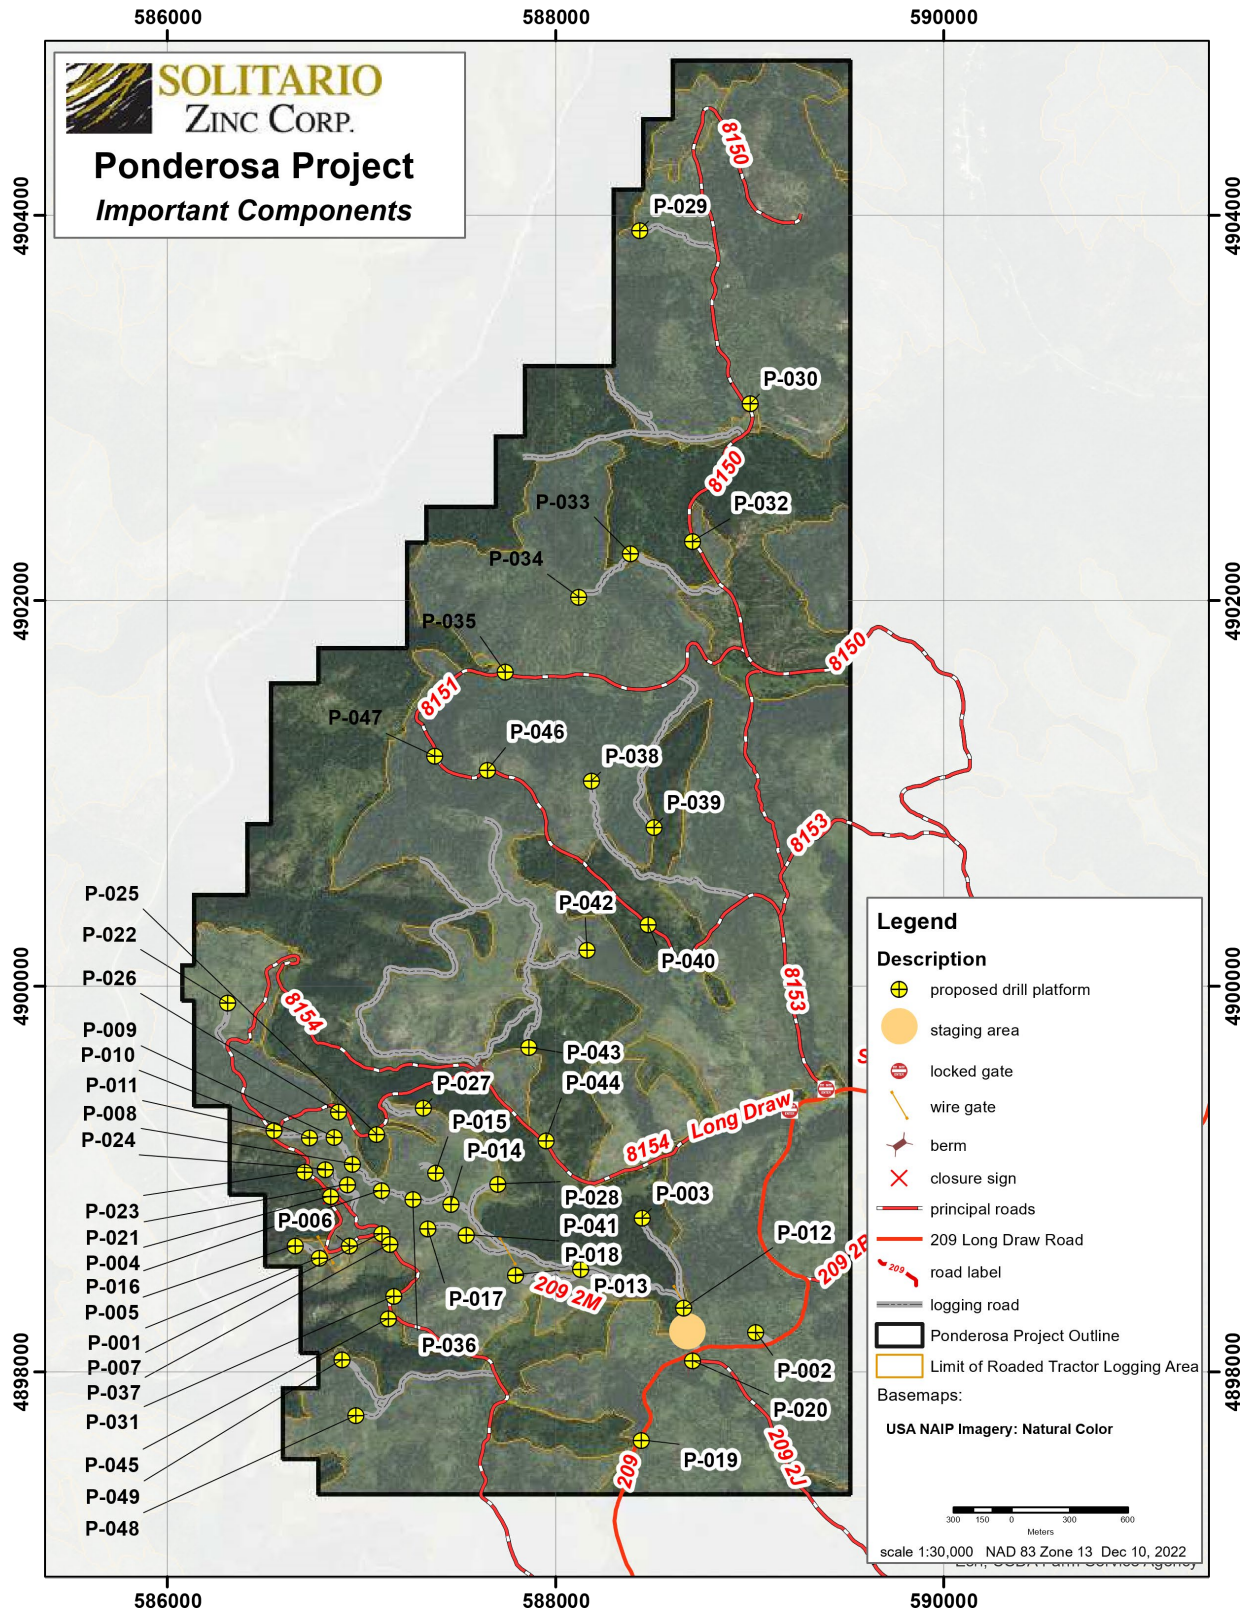 586000
588000
590000
SOLITARIO
ZINC CORP.
Ponderosa Project
Important Components
4904000
4904000
8150
P-029
P-030
8150
P-033
P-032
P-034
4902000
4902000
P-035
8150
8151
P-047
P-046
P-038
P-039
8153
P-025
P-042
P-022
P-040
P-026
4900000
4900000
8153
8154
P-009
P-010
P-043
P-011
P-027
P-044
P-008
P-015
8154
Long Draw
P-024
P-014
P-028
P-003
P-023
P-006
P-041
P-012
P-021
P-004
P-018
209 2
P-016
P-013
209 2M
P-005
P-017
P-001
P-036
P-007
P-002
4898000
4898000
P-037
P-020
P-031
P-045
P-019
209
209 2J
P-049
P-048
Legend
Description
proposed drill platform
staging area
locked gate
wire gate
berm
closure sign
principal roads
209 Long Draw Road
209
road label
logging road
Ponderosa Project Outline
Limit of Roaded Tractor Logging Area
Basemaps:
USA NAIP Imagery: Natural Color
300 150 0 300 600
Meters
scale 1:30,000 NAD 83 Zone 13 Dec 10, 2022
586000
588000
590000